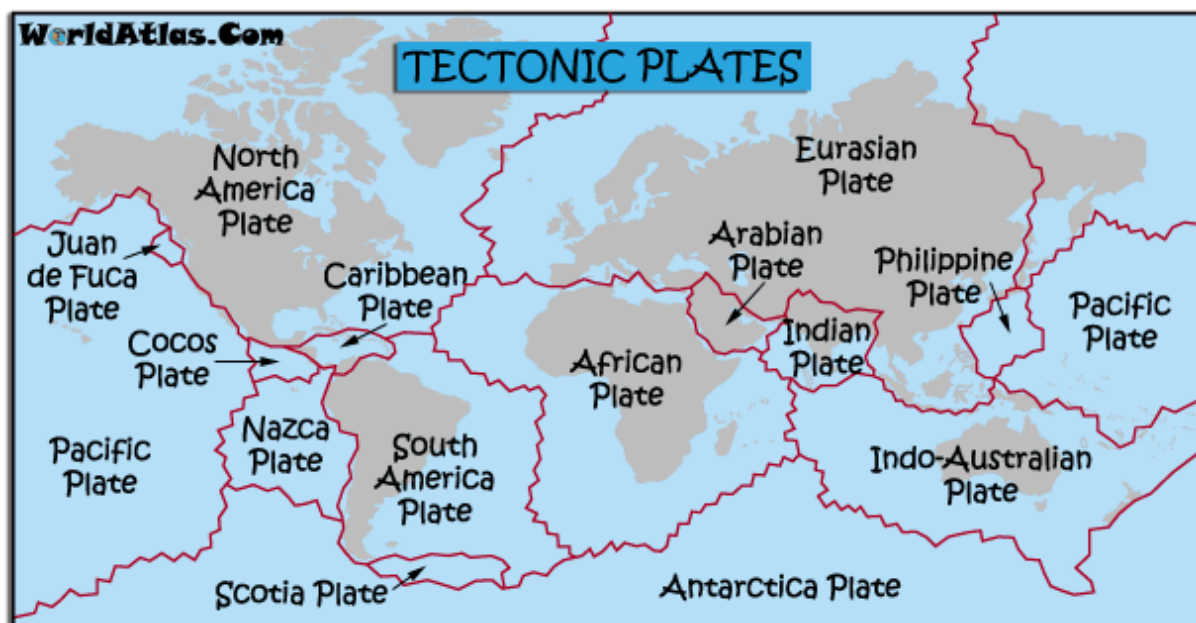 WorldAtlas.Com
TECTONIC PLATES
North
America
Plate
Eurasian
Plate
Juan
de Fuca
Plate
Caribbean
Plate
Arabian
Plate
Philippine
Plate
Pacific
Plate
Cocos
Plate
Indian
Plate
African
Plate
Nazca
Plate
Pacific
Plate
South
America
Plate
Indo-Australian
Plate
Scotia Plate
Antarctica Plate